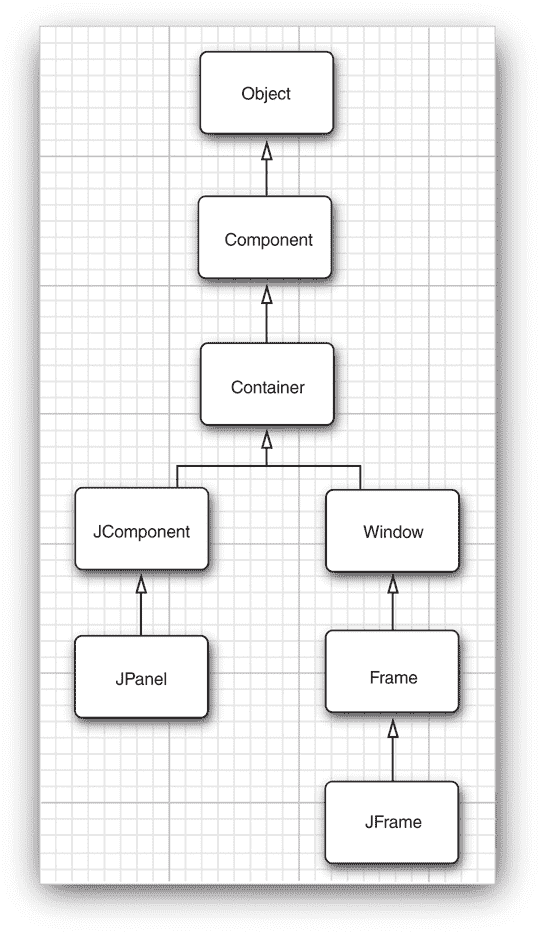 Object
Component
Container
JComponent
Window
JPanel
Frame
JFrame